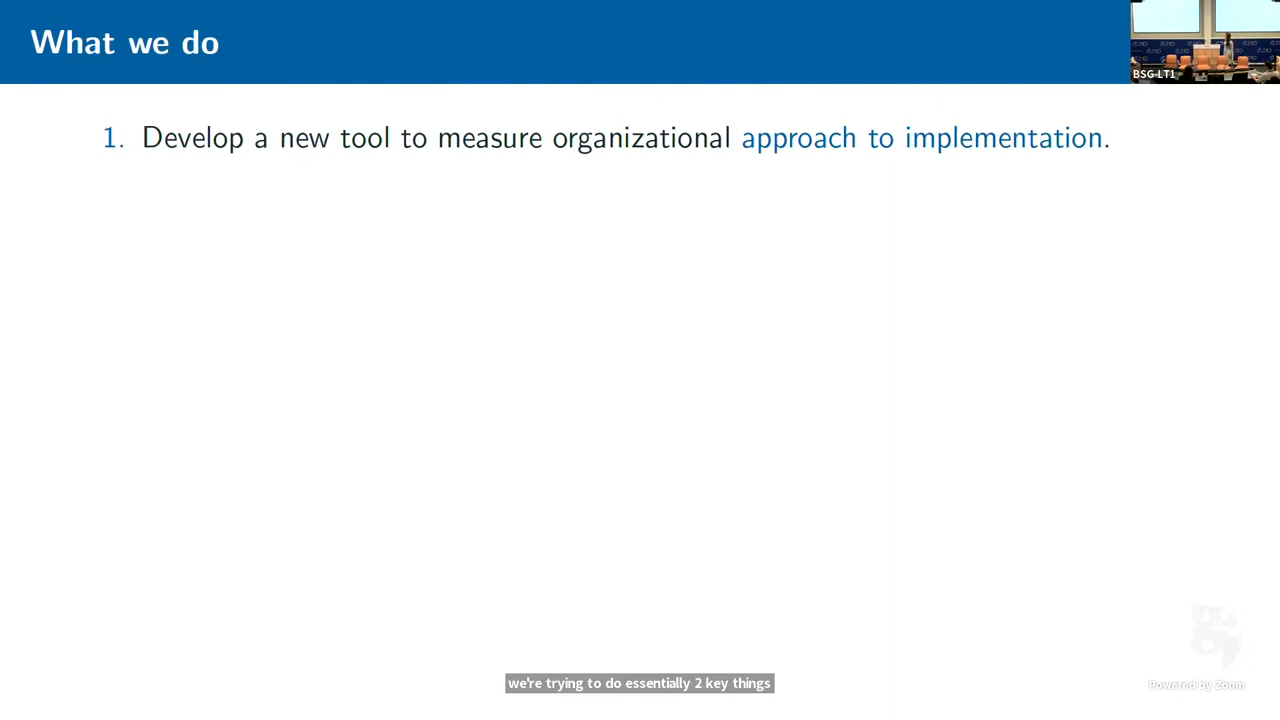 What we do
BSG-LT1
1. Develop a new tool to measure organizational approach to implementation.
we're trying to do essentially 2 key things
Powered by Zoom